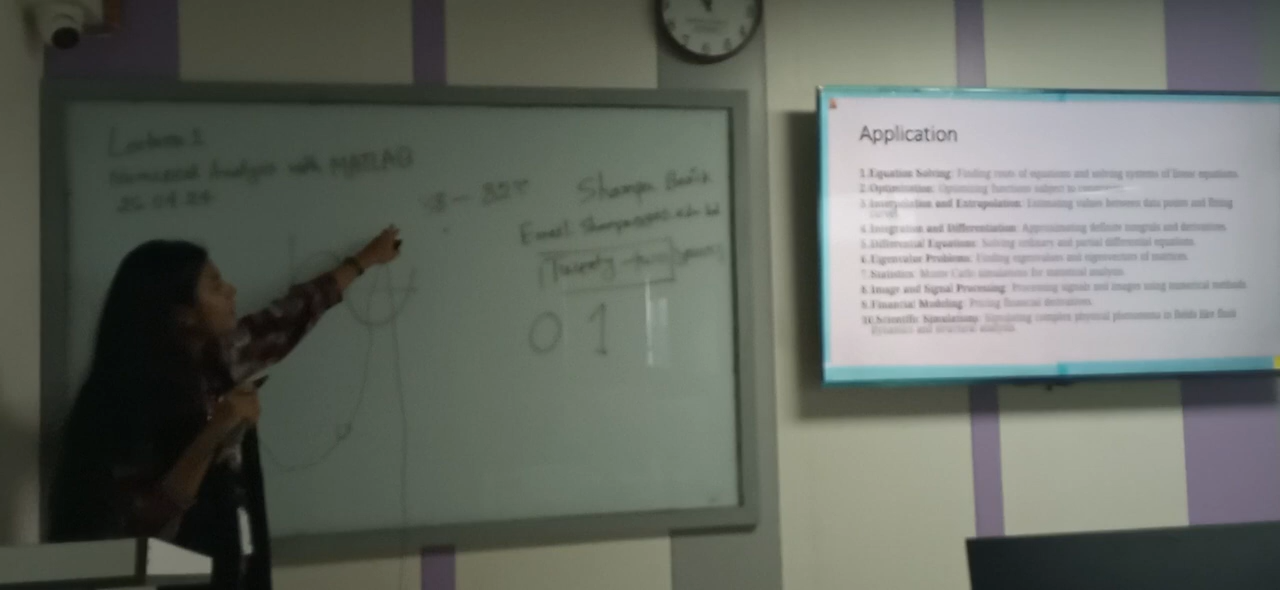 Lecture 1
Numerical Analysis with MATLAB
Shampa
Email:
0 1
Application
1. Equation Solving: Finding roots of equations and solving systems of linear equations.
2. Optimization: Optimizing functions subject to
3. Interpolation and Extrapolation: Estimating values between data points and fitting
curves.
4. Integration and Differentiation: Approximating definite integrals and derivatives.
5. Differential Equations: Solving ordinary and partial differential equations.
6. Eigenvalue Problems: Finding eigenvalues and eigenvectors of matrices.
7. Statistics: Monte Carlo simulations for statistical analysis.
8. Image and Signal Processing: Processing signals and images using numerical methods.
9. Financial Modeling: Pricing financial derivatives.
10. Scientific Simulations: Simulating complex physical phenomena in fields like fluid
dynamics and structural analysis.